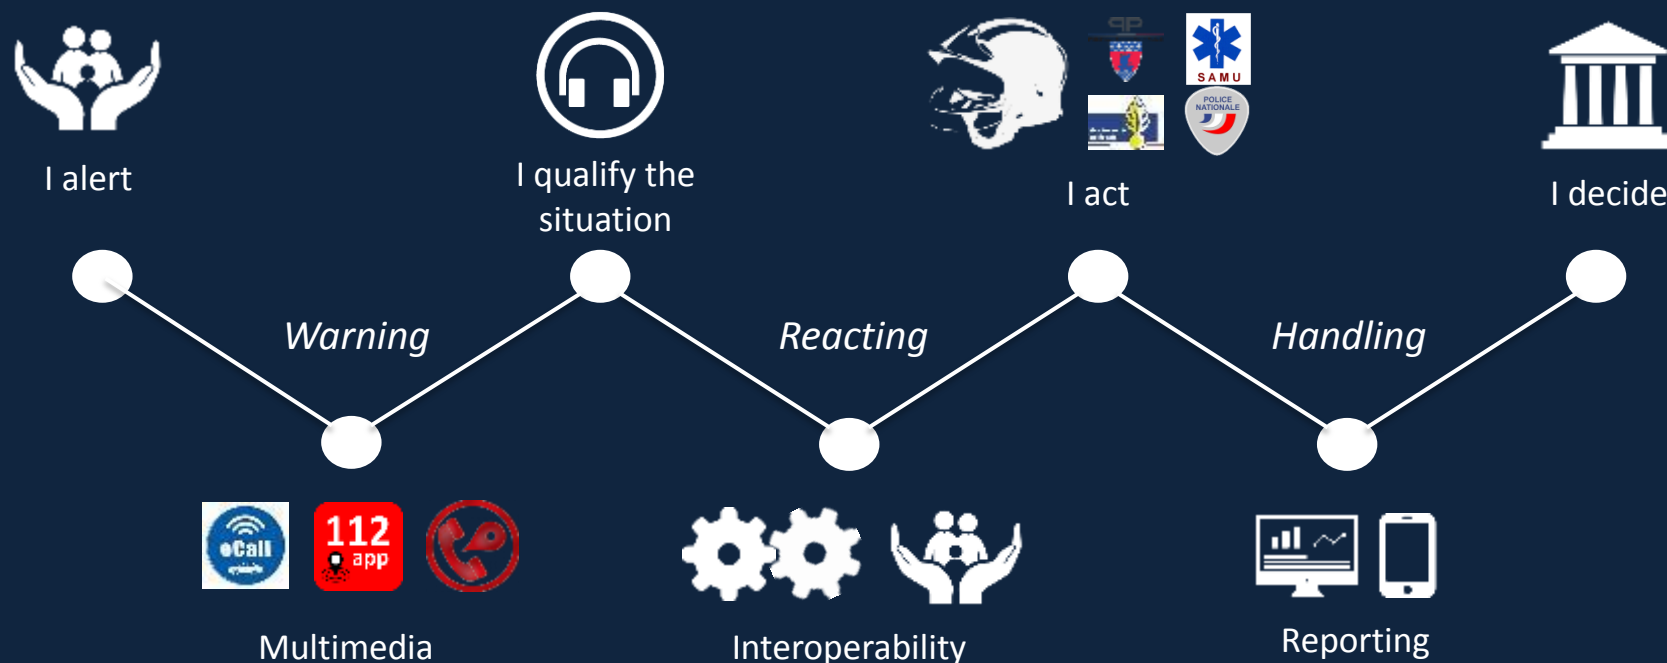 I alert
I qualify the
situation
SAMU
POLICE
NATIONALE
I act
I decide
Warning
Reacting
Handling
eCall
112
app
Multimedia
Interoperability
Reporting